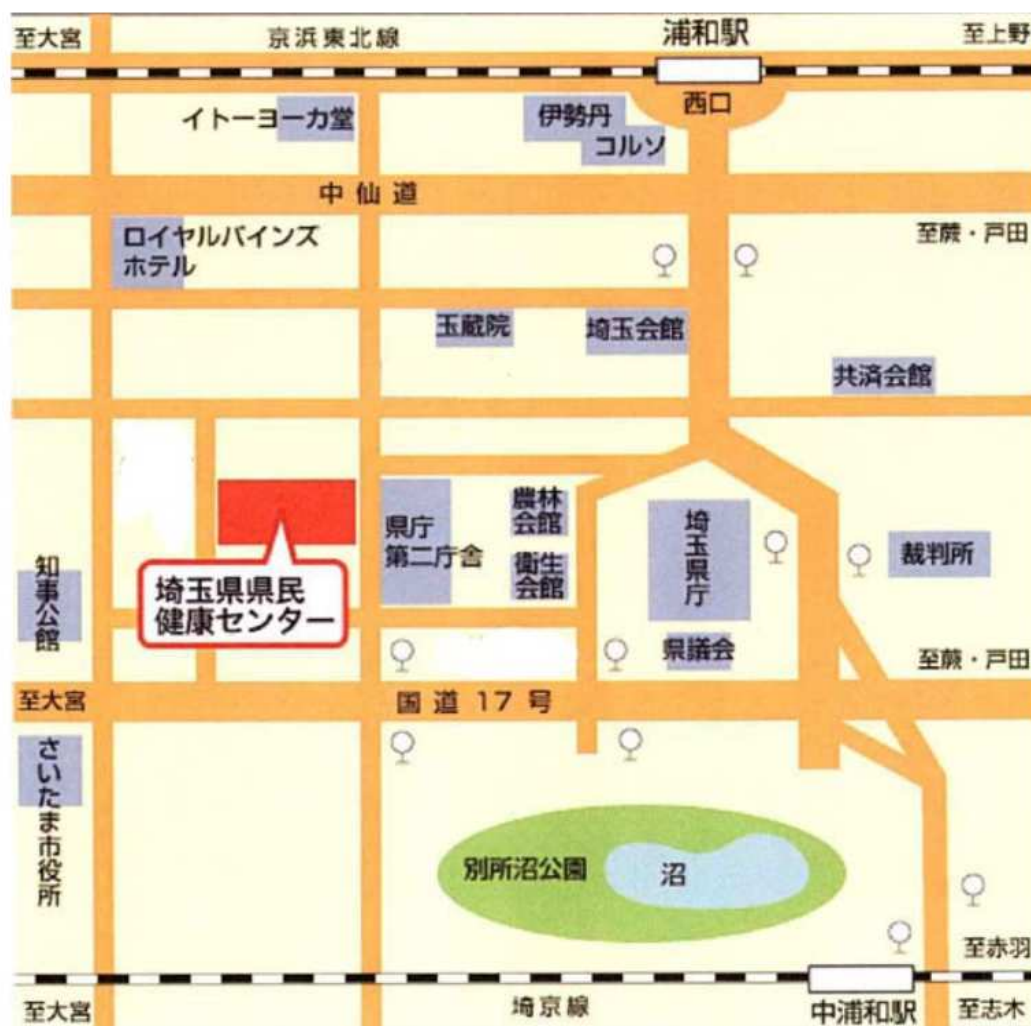 至大宮
京浜東北線
浦和駅
至上野
西口
イトーヨーカ堂
伊勢丹
コルソ
中仙道
ロイヤルパインズ
ホテル
至蕨・戸田
玉蔵院
埼玉会館
共済会館
県庁
第二庁舎
農林
会館
衛生
会館
埼玉県庁
裁判所
知事公館
埼玉県県民
健康センター
県議会
至蕨・戸田
至大宮
国道17号
さいたま市役所
別所沼公園
沼
至赤羽
至大宮
埼京線
中浦和駅
至志木